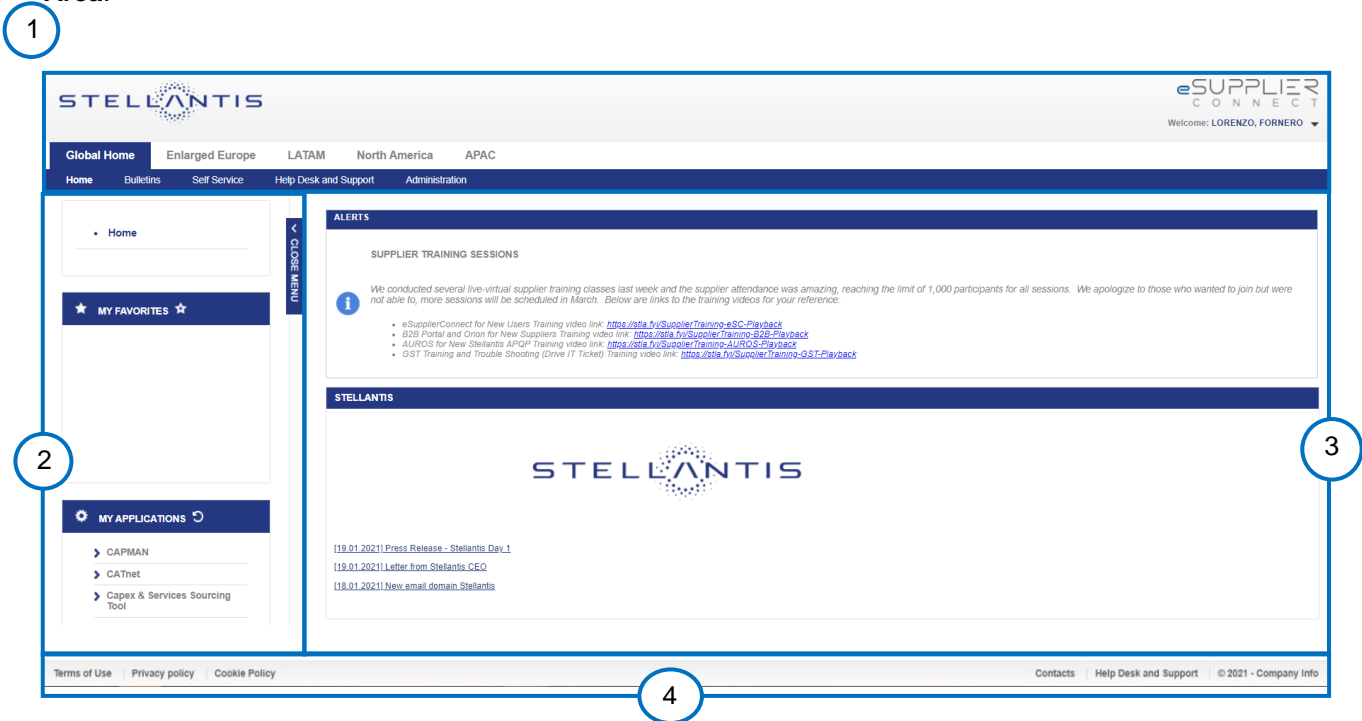 Area.
1
STELLANTIS
eSUPPLIER
CONNECT
Welcome: LORENZO, FORNERO
Global Home Enlarged Europe LATAM North America APAC
Home Bulletins Self Service Help Desk and Support Administration
Home
CLOSE MENU
MY FAVORITES
2
MY APPLICATIONS
CAPMAN
CATnet
Capex & Services Sourcing
Tool
ALERTS
SUPPLIER TRAINING SESSIONS
We conducted several live-virtual supplier training classes last week and the supplier attendance was amazing, reaching the limit of 1,000 participants for all sessions. We apologize to those who wanted to join but were
not able to, more sessions will be scheduled in March. Below are links to the training videos for your reference:
eSupplierConnect for New Users Training video link: https://stla.fyi/SupplierTraining-eSC-Playback
B2B Portal and Orion for New Suppliers Training video link: https://stla.fyi/SupplierTraining-B2B-Playback
AUROS for New Stellantis APQP Training video link: https://stla.fyi/SupplierTraining-AUROS-Playback
GST Training and Trouble Shooting (Drive IT Ticket) Training video link: https://stla.fyi/SupplierTraining-GST-Playback
STELLANTIS
STELLANTIS
3
[19.01.2021] Press Release - Stellantis Day 1
[19.01.2021] Letter from Stellantis CEO
[18.01.2021] New email domain Stellantis
Terms of Use Privacy policy Cookie Policy
Contacts Help Desk and Support © 2021 - Company Info
4